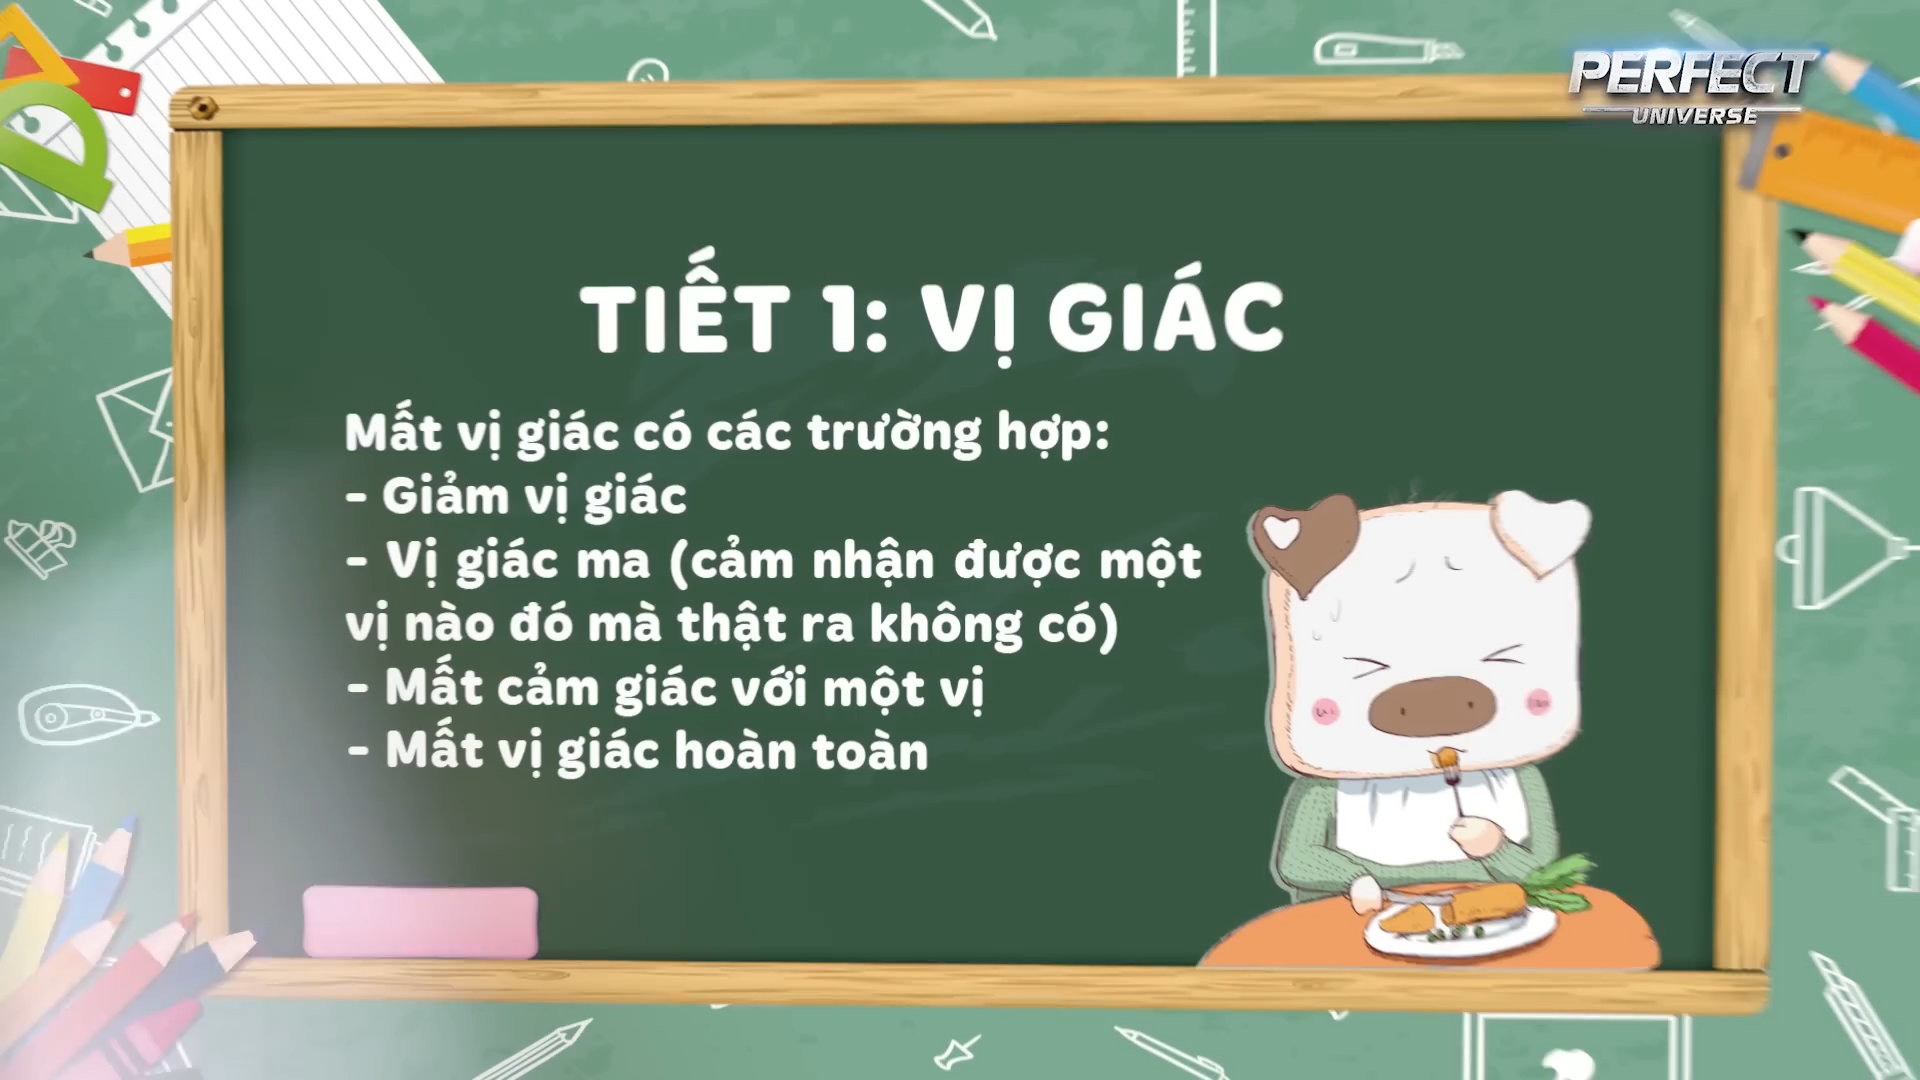 PERFECT
UNIVERSE
TIẾT 1: VỊ GIÁC
Mất vị giác có các trường hợp:
- Giảm vị giác
- Vị giác ma (cảm nhận được một
vị nào đó mà thật ra không có)
- Mất cảm giác với một vị
- Mất vị giác hoàn toàn